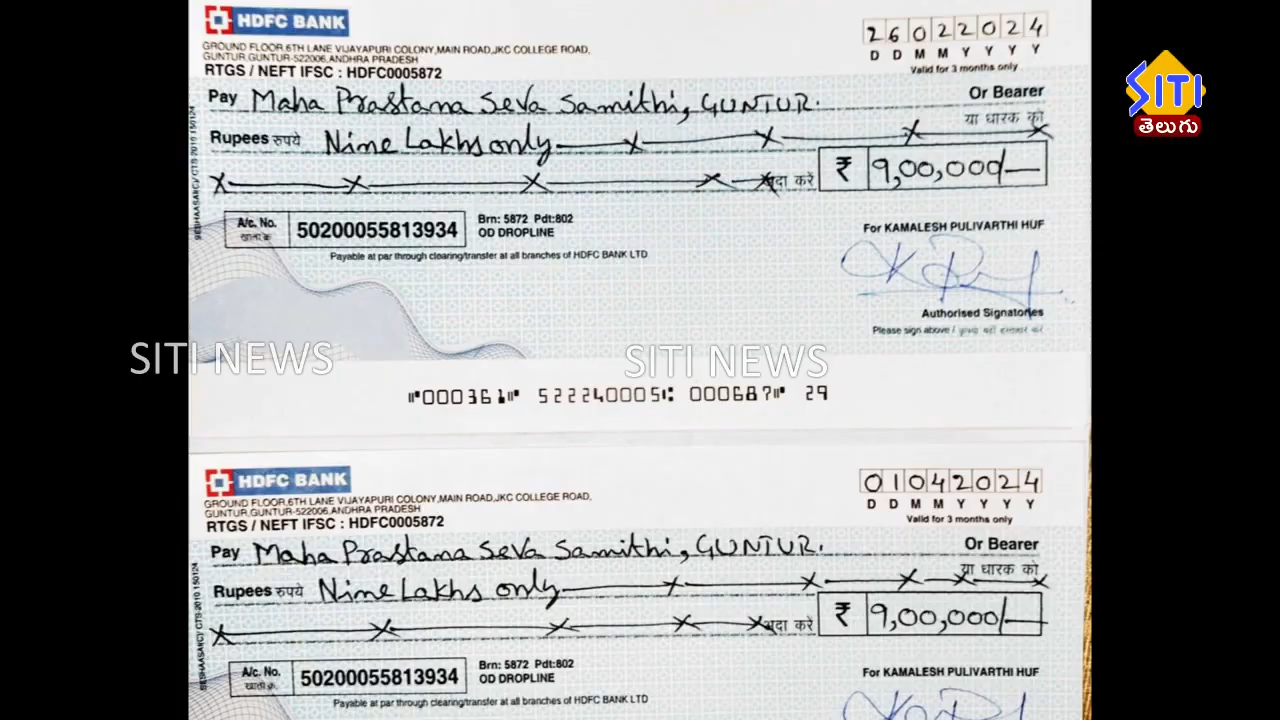 HDFC BANK
GROUND FLOOR,6TH LANE VIJAYAPURI COLONY,MAIN ROAD,JKC COLLEGE ROAD,
GUNTUR,GUNTUR-522006,ANDHRA PRADESH
RTGS / NEFT IFSC : HDFC0005872
26022024
D D M M Y Y Y Y
Valid for 3 months only
SITI
తెలుగు
Pay Maha Prastana Seva Samithi, GUNTUR. Or Bearer
या धारक को
Rupees रुपये Nine Lakhs only
अदा करें ₹ 9,00,000/-
A/c. No.
खाता क्र.
50200055813934
Brn: 5872 Pdt:802
OD DROPLINE
For KAMALESH PULIVARTHI HUF
Payable at par through clearing/transfer at all branches of HDFC BANK LTD
Authorised Signatories
Please sign above /
SITI NEWS SITI NEWS
⑈000361⑈ 522240005⑆ 000687⑈ 29
HDFC BANK
GROUND FLOOR,6TH LANE VIJAYAPURI COLONY,MAIN ROAD,JKC COLLEGE ROAD,
GUNTUR,GUNTUR-522006,ANDHRA PRADESH
RTGS / NEFT IFSC : HDFC0005872
01042024
D D M M Y Y Y Y
Valid for 3 months only
Pay Maha Prastana Seva Samithi, GUNTUR. Or Bearer
या धारक को
Rupees रुपये Nine Lakhs only
अदा करें ₹ 9,00,000/-
A/c. No.
खाता क्र.
50200055813934
Brn: 5872 Pdt:802
OD DROPLINE
For KAMALESH PULIVARTHI HUF
Payable at par through clearing/transfer at all branches of HDFC BANK LTD